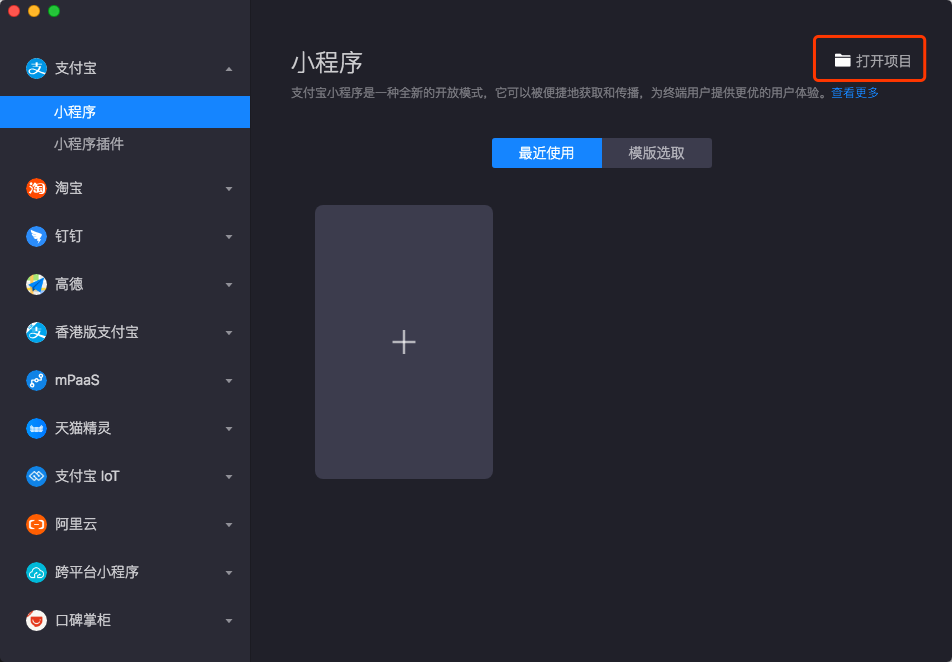 支付宝
小程序
小程序插件
淘宝
钉钉
高德
香港版支付宝
mPaaS
天猫精灵
支付宝 IoT
阿里云
跨平台小程序
口碑掌柜
小程序
打开项目
支付宝小程序是一种全新的开放模式，它可以被便捷地获取和传播，为终端用户提供更优的用户体验。查看更多
最近使用
模版选取